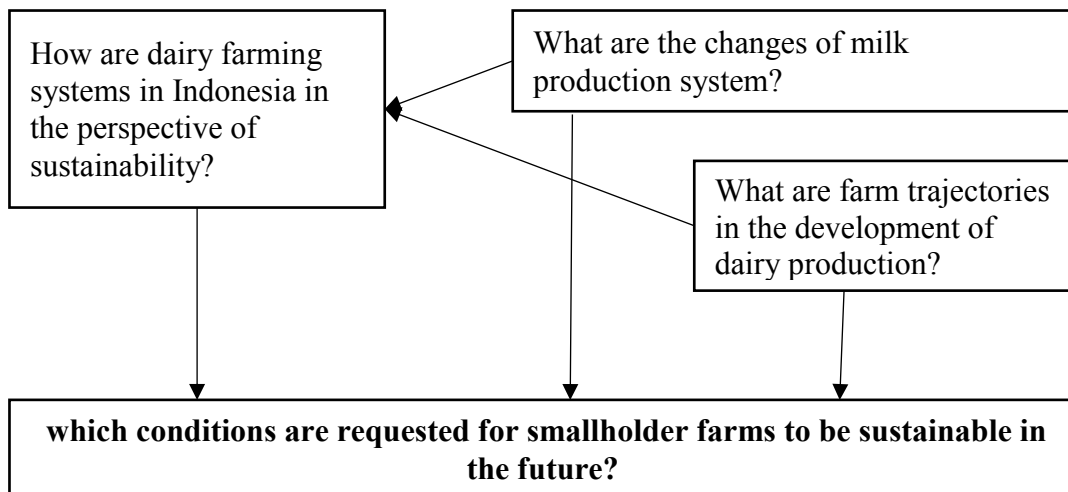 How are dairy farming
systems in Indonesia in
the perspective of
sustainability?
What are the changes of milk
production system?
What are farm trajectories
in the development of
dairy production?
which conditions are requested for smallholder farms to be sustainable in
the future?